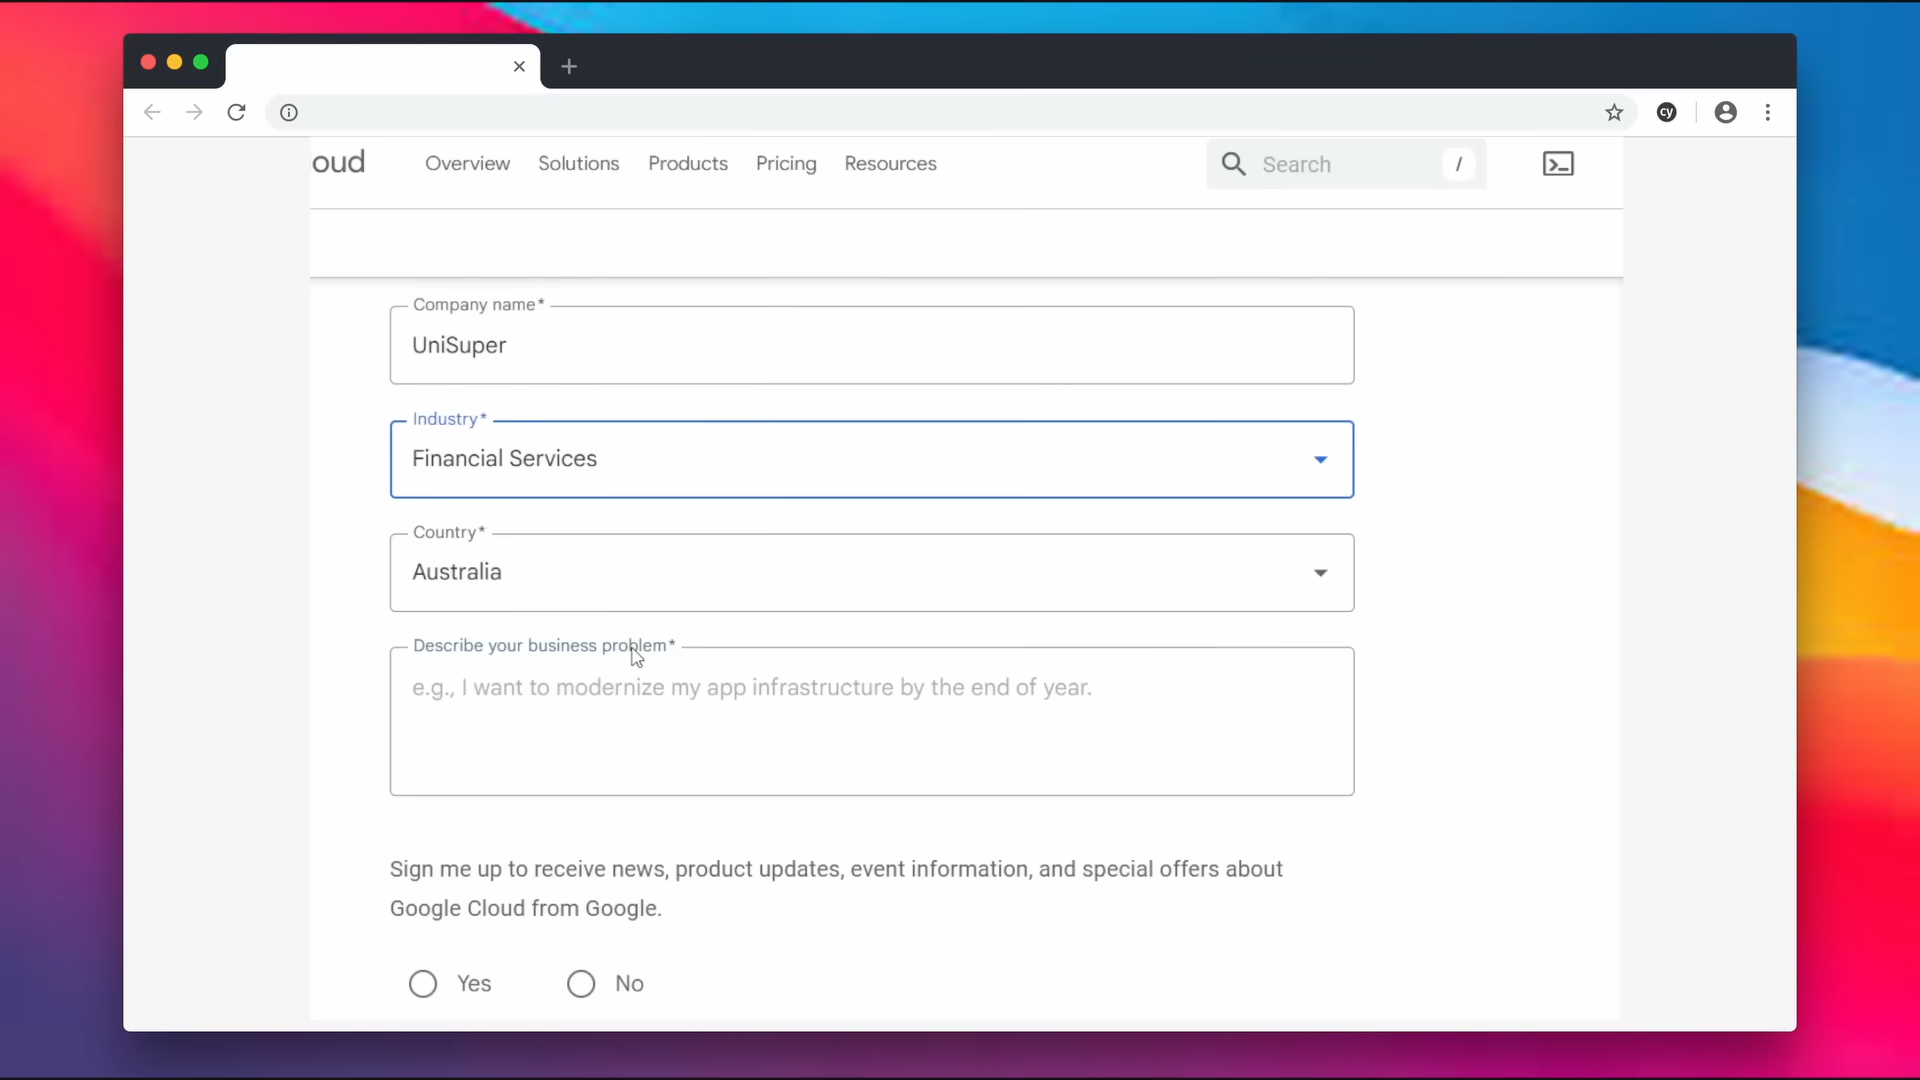 cy
oud Overview Solutions Products Pricing Resources Search /
Company name*
UniSuper
Industry*
Financial Services
Country*
Australia
Describe your business problem*
e.g., I want to modernize my app infrastructure by the end of year.
Sign me up to receive news, product updates, event information, and special offers about
Google Cloud from Google.
Yes No